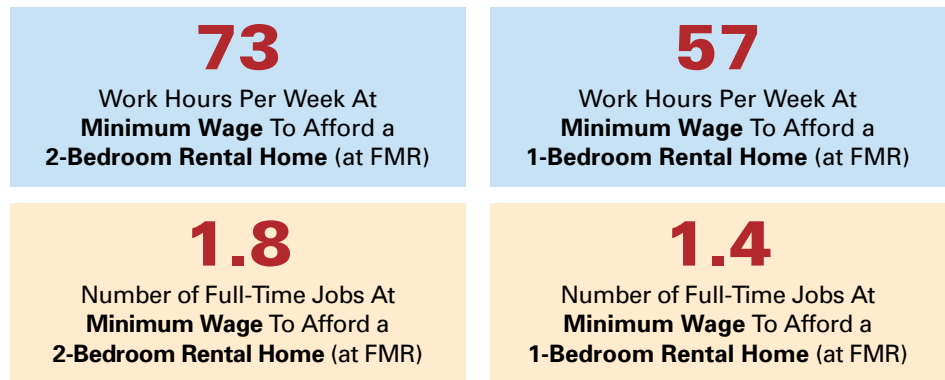 73
Work Hours Per Week At
Minimum Wage To Afford a
2-Bedroom Rental Home (at FMR)
57
Work Hours Per Week At
Minimum Wage To Afford a
1-Bedroom Rental Home (at FMR)
1.8
Number of Full-Time Jobs At
Minimum Wage To Afford a
2-Bedroom Rental Home (at FMR)
1.4
Number of Full-Time Jobs At
Minimum Wage To Afford a
1-Bedroom Rental Home (at FMR)